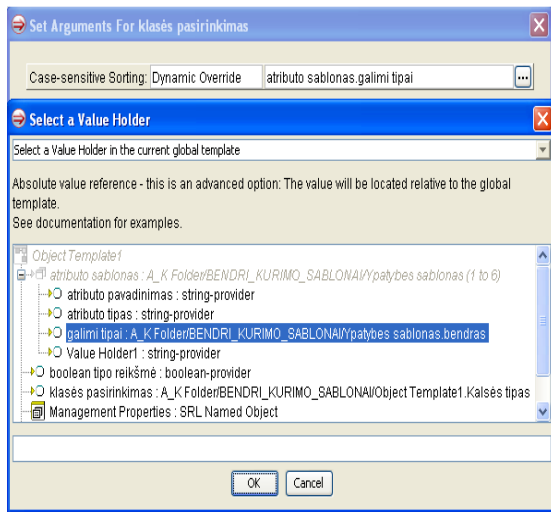 Set Arguments For klasės pasirinkimas
Case-sensitive Sorting: Dynamic Override atributo sablonas.galimi tipai ...
Select a Value Holder
Select a Value Holder in the current global template
Absolute value reference - this is an advanced option: The value will be located relative to the global
template.
See documentation for examples.
Object Template1
atributo sablonas : A_K Folder/BENDRI_KURIMO_SABLONAI/Ypatybes sablonas (1 to 6)
atributo pavadinimas : string-provider
atributo tipas : string-provider
galimi tipai : A_K Folder/BENDRI_KURIMO_SABLONAI/Ypatybes sablonas.bendras
Value Holder1 : string-provider
boolean tipo reikšmė : boolean-provider
klasės pasirinkimas : A_K Folder/BENDRI_KURIMO_SABLONAI/Object Template1.Kalsės tipas
Management Properties : SRL Named Object
OK Cancel